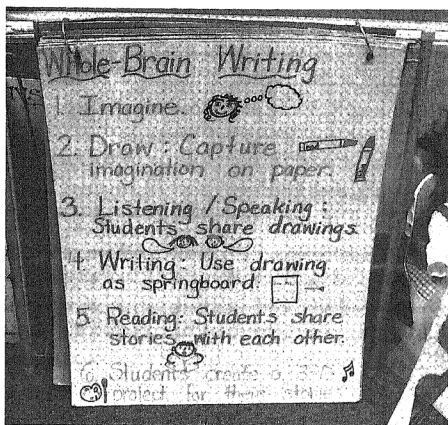 Whole-Brain Writing
1. Imagine.
2. Draw: Capture
imagination on paper.
3. Listening / Speaking:
Students share drawings.
4. Writing: Use drawing
as springboard.
5. Reading: Students share
stories with each other.
6. Students create a
project for their